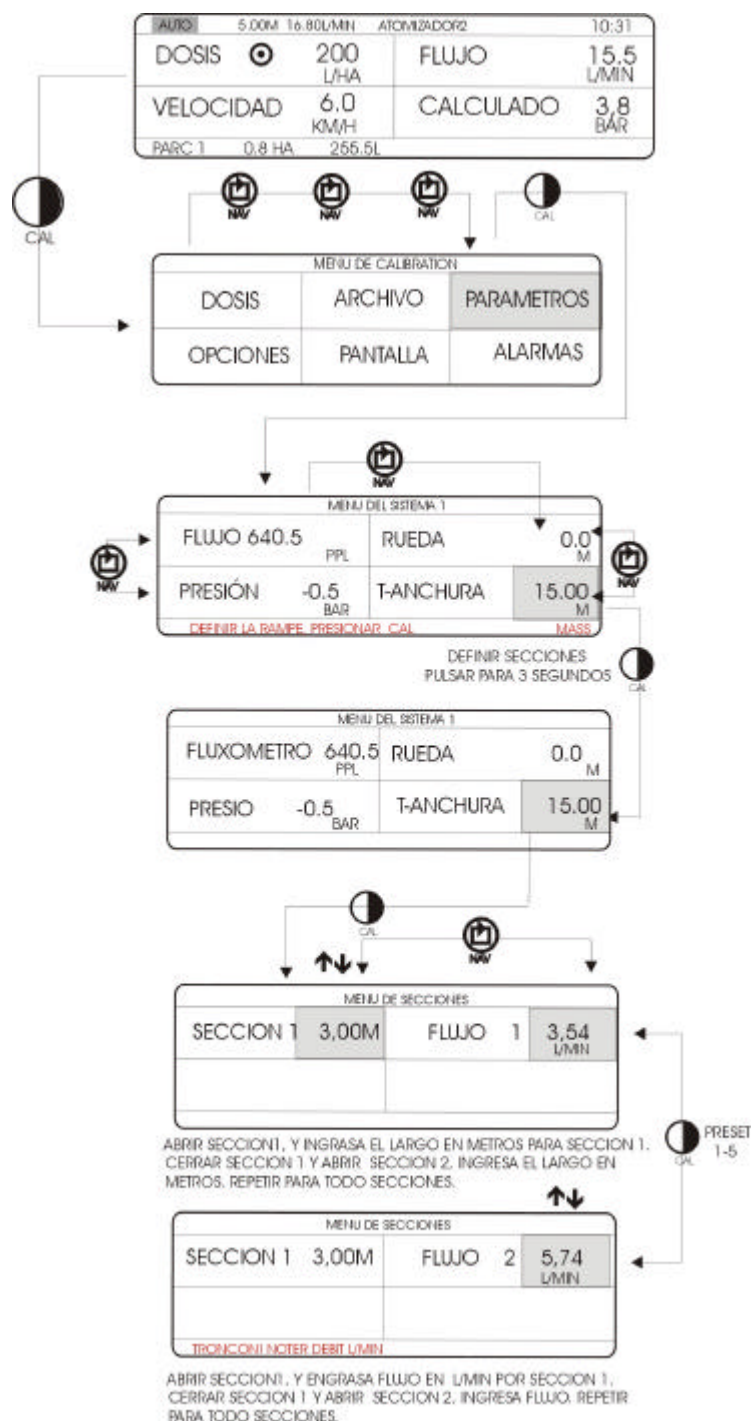 AUTO 5.00M 16.80L/MIN ATOMIZADOR2 10:31
DOSIS 200 L/HA FLUJO 15.5 L/MIN
VELOCIDAD 6.0 KM/H CALCULADO 3,8 BAR
PARC 1 0.8 HA 255.5L
CAL
NAV NAV NAV CAL
MENU DE CALIBRATION
DOSIS ARCHIVO PARAMETROS
OPCIONES PANTALLA ALARMAS
NAV
MENU DEL SISTEMA 1
FLUJO 640.5 PPL RUEDA 0.0 M
NAV NAV
PRESIÓN -0.5 BAR T-ANCHURA 15.00 M
DEFINIR LA RAMPE, PRESIONAR CAL MASS
DEFINIR SECCIONES
PULSAR PARA 3 SEGUNDOS
CAL
MENU DEL SISTEMA 1
FLUXOMETRO 640.5 PPL RUEDA 0.0 M
PRESIO -0.5 BAR T-ANCHURA 15.00 M
CAL
NAV
MENU DE SECCIONES
SECCION 1 3,00M FLUJO 1 3,54 L/MIN
ABRIR SECCION1, Y INGRASA EL LARGO EN METROS PARA SECCION 1.
CERRAR SECCION 1 Y ABRIR SECCION 2. INGRESA EL LARGO EN
METROS. REPETIR PARA TODO SECCIONES.
PRESET
1-5
CAL
MENU DE SECCIONES
SECCION 1 3,00M FLUJO 2 5,74 L/MIN
TRONCONI NOTER DEBIT L/MIN
ABRIR SECCION1, Y ENGRASA FLUJO EN L/MIN POR SECCION 1.
CERRAR SECCION 1 Y ABRIR SECCION 2. INGRESA FLUJO. REPETIR
PARA TODO SECCIONES.